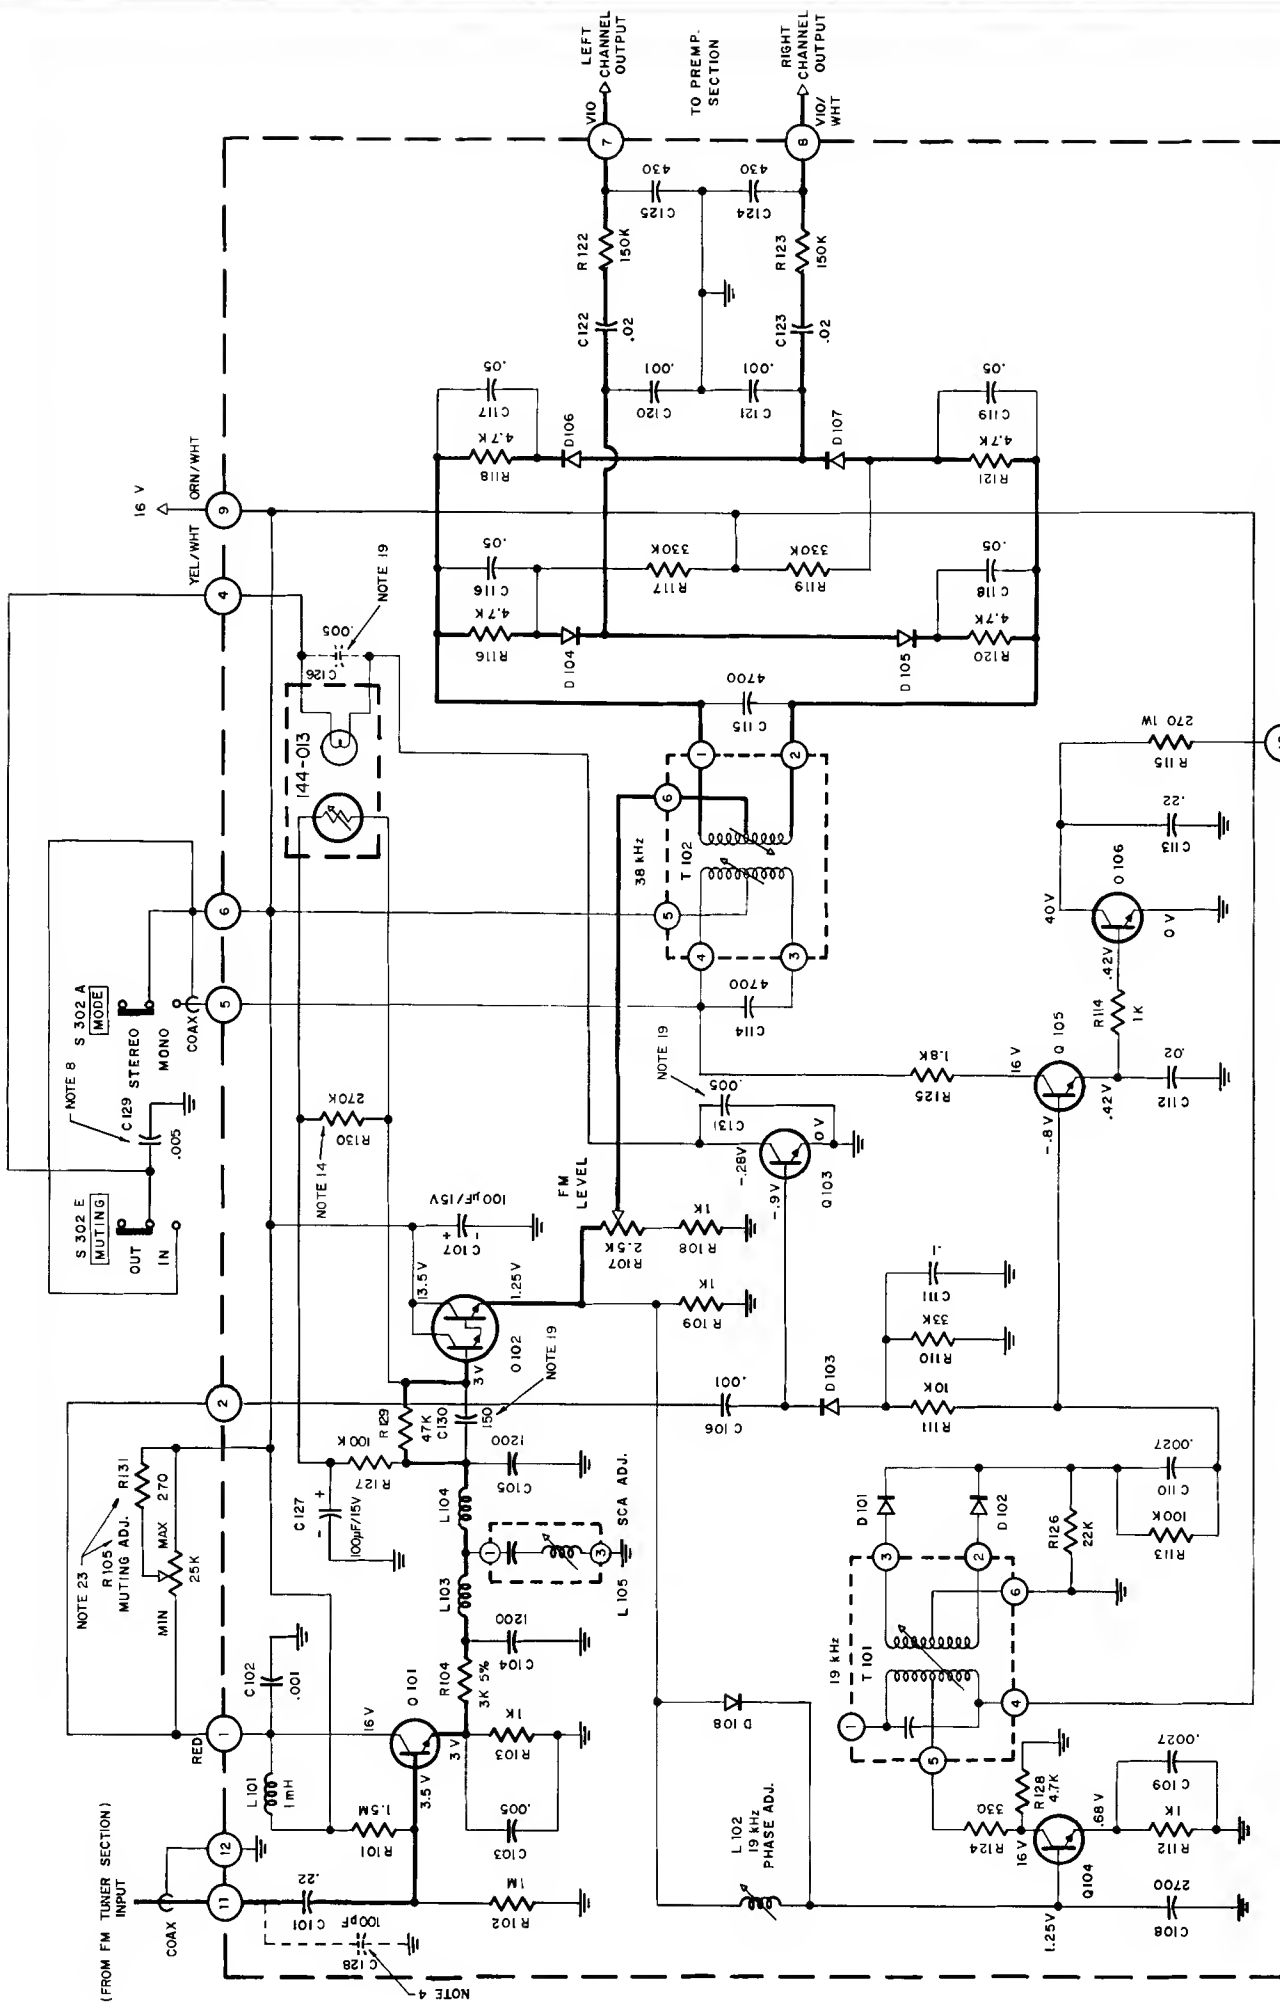 LEFT
CHANNEL
OUTPUT
TO PREMP.
SECTION
RIGHT
CHANNEL
OUTPUT
VIO
VIO/
WHT
7
8
430
C125
430
C124
R122
150K
R123
150K
C122
.02
C123
.02
.05
C117
4.7K
R118
D106
.001
C120
.001
C121
D107
.05
C119
4.7K
R121
16 V
ORN/WHT
9
YEL/WHT
4
NOTE 19
.05
C116
4.7K
R116
D104
330K
R117
330K
R119
D105
.05
C118
4.7K
R120
.005
C126
144-013
4700
C115
1
2
6
38 kHz
T102
5
4
3
4700
C114
270 1W
R115
.22
C113
40V
Q106
0V
.42V
R114
1K
6
5
S 302 A
MODE
STEREO
MONO
COAX
NOTE 8
C129
.005
S 302 E
MUTING
OUT
IN
270K
R130
NOTE 14
NOTE 19
.005
C131
1.8K
R125
16V
Q105
-.8V
.42V
.02
C112
-.28V
0V
-.9V
Q103
FM
LEVEL
2.5K
R107
1K
R108
100µF/15V
+
-
C107
13.5V
1.25V
Q102
3V
NOTE 19
1K
R109
.1
C111
33K
R110
10K
R111
D103
.001
C106
2
R129
47K
C130
150
100K
R127
C127
+
-
100µF/15V
1200
C105
L104
L103
1
3
L105 SCA ADJ.
NOTE 23
R131
270
R105
MUTING ADJ.
MIN
MAX
25K
D101
D102
R126
22K
.0027
C110
100K
R113
3
2
6
19 kHz
T101
1
5
4
C102
.001
1
RED
L101
1mH
16V
Q101
3V
3.5V
R104
3K 5%
1200
C104
1K
R103
.005
C103
1.5M
R101
12
11
(FROM FM TUNER SECTION)
INPUT
COAX
.22
C101
100pF
C128
NOTE 4
1M
R102
D108
L102
19 kHz
PHASE ADJ.
R128
4.7K
330
R124
16V
.68V
Q104
1.25V
.0027
C109
1K
R112
2700
C108